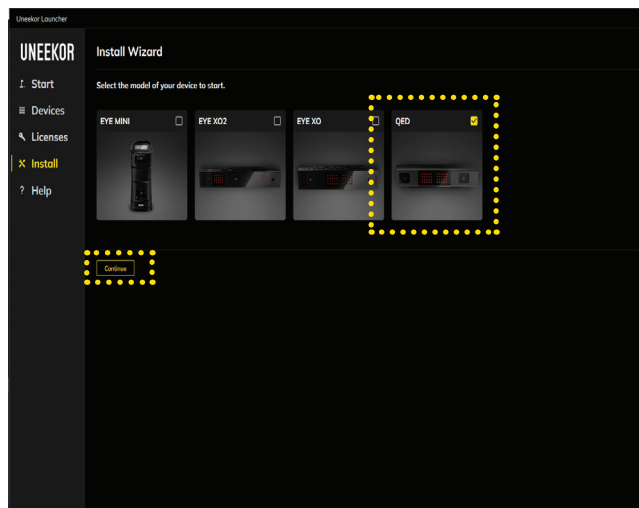 Uneekor Launcher
UNEEKOR
Start
Devices
Licenses
Install
? Help
Install Wizard
Select the model of your device to start.
EYE MINI
EYE XO2
EYE XO
QED
Continue